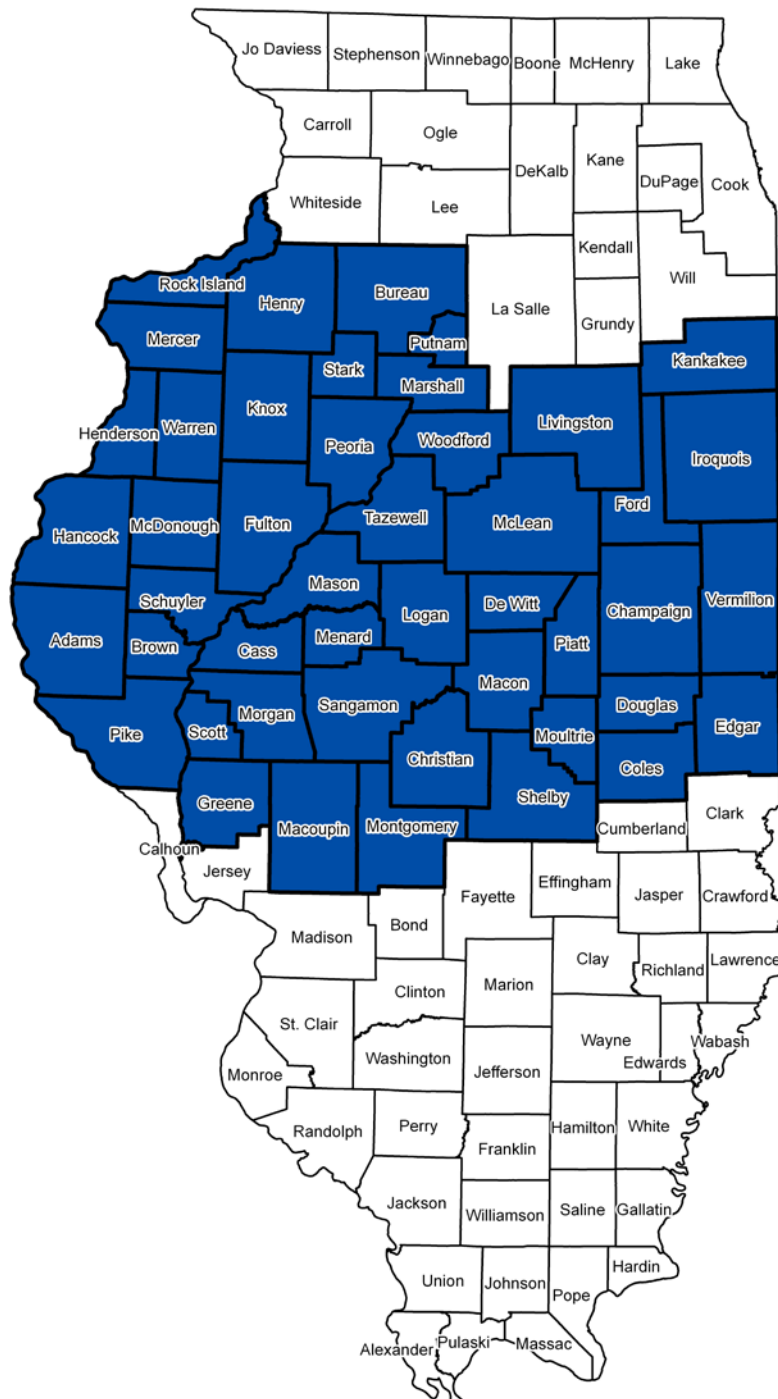 Jo Daviess
Stephenson
Winnebago
Boone
McHenry
Lake
Carroll
Ogle
DeKalb
Kane
DuPage
Cook
Whiteside
Lee
Kendall
Will
Rock Island
Henry
Bureau
La Salle
Grundy
Mercer
Putnam
Kankakee
Stark
Marshall
Henderson
Warren
Knox
Peoria
Woodford
Livingston
Iroquois
Hancock
McDonough
Fulton
Tazewell
McLean
Ford
Schuyler
Mason
Logan
De Witt
Champaign
Vermilion
Adams
Brown
Cass
Menard
Piatt
Pike
Scott
Morgan
Sangamon
Macon
Douglas
Edgar
Christian
Moultrie
Coles
Greene
Macoupin
Montgomery
Shelby
Cumberland
Clark
Calhoun
Jersey
Fayette
Effingham
Jasper
Crawford
Madison
Bond
Clay
Richland
Lawrence
Clinton
Marion
St. Clair
Washington
Wayne
Edwards
Wabash
Monroe
Jefferson
Randolph
Perry
Franklin
Hamilton
White
Jackson
Williamson
Saline
Gallatin
Union
Johnson
Pope
Hardin
Alexander
Pulaski
Massac